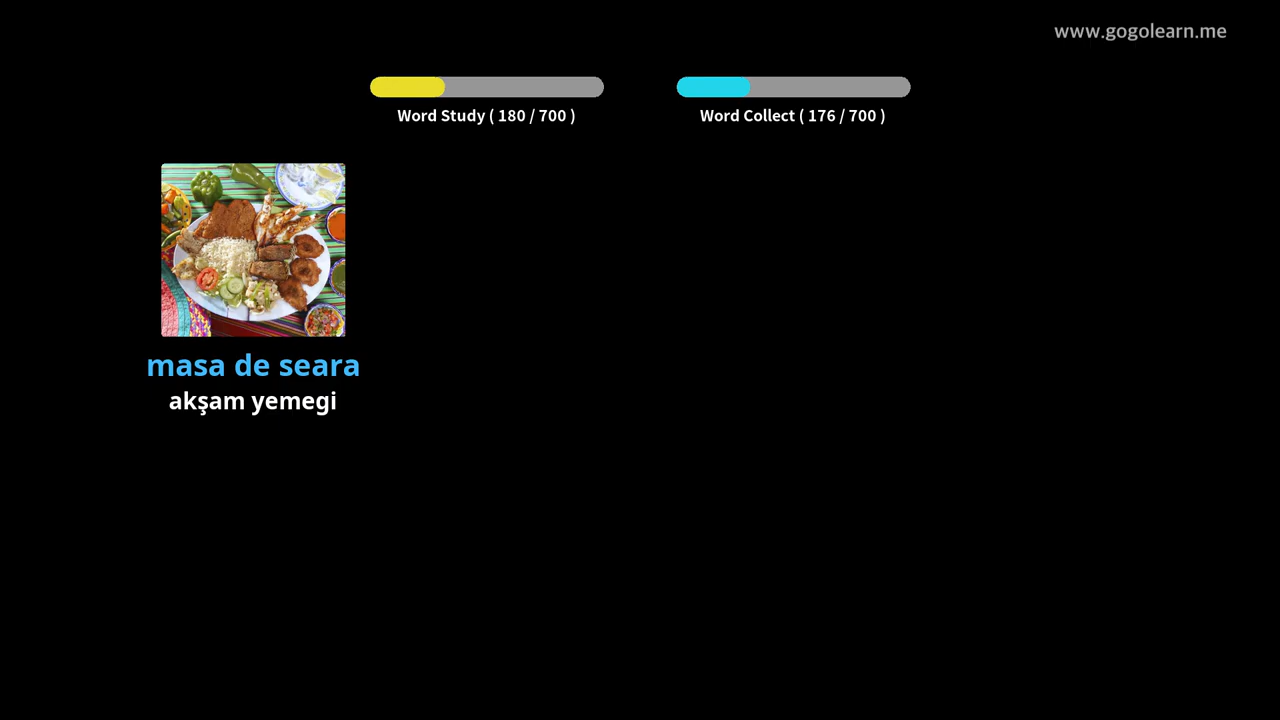 www.gogolearn.me
Word Study ( 180 / 700 )
Word Collect ( 176 / 700 )
masa de seara
akşam yemegi